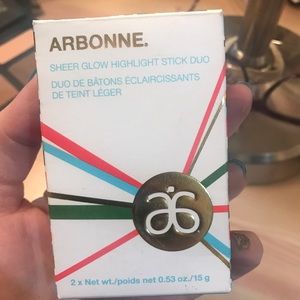 ARBONNE.
SHEER GLOW HIGHLIGHT STICK DUO
DUO DE BÂTONS ÉCLAIRCISSANTS
DE TEINT LÉGER
2 x Net wt./poids net 0.53 oz./15 g